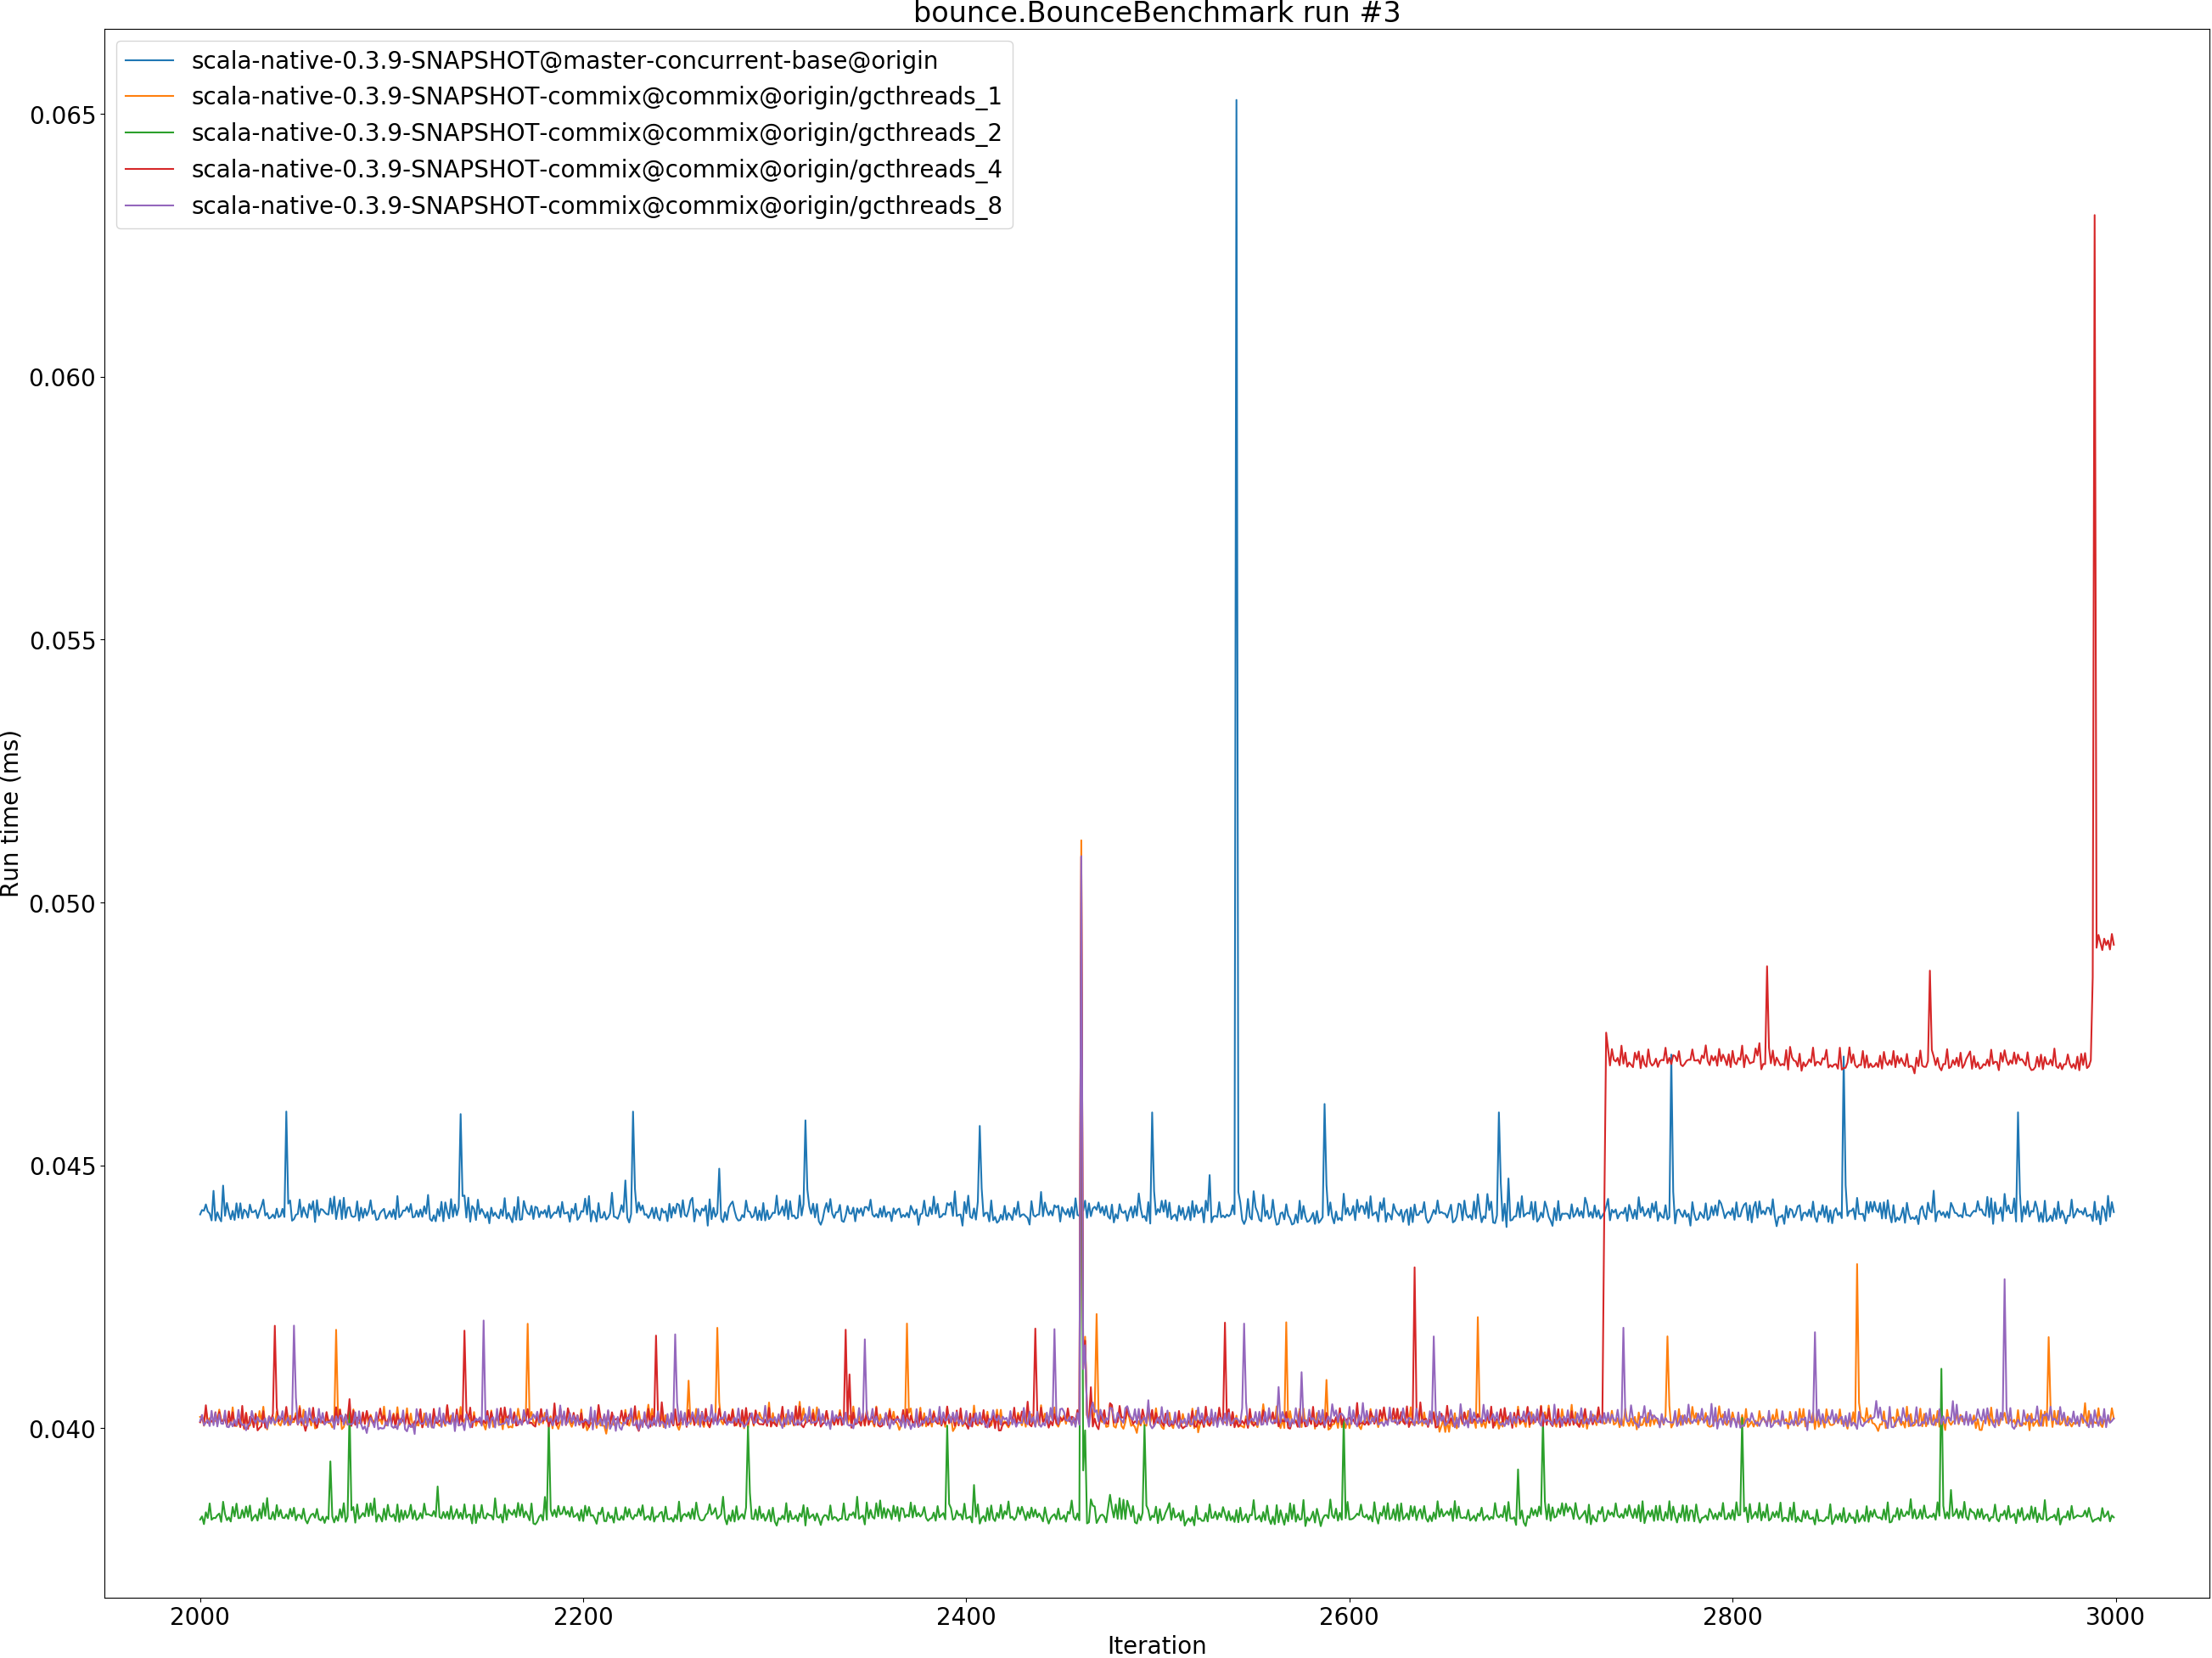 bounce.BounceBenchmark run #3
scala-native-0.3.9-SNAPSHOT@master-concurrent-base@origin
scala-native-0.3.9-SNAPSHOT-commix@commix@origin/gcthreads_1
scala-native-0.3.9-SNAPSHOT-commix@commix@origin/gcthreads_2
scala-native-0.3.9-SNAPSHOT-commix@commix@origin/gcthreads_4
scala-native-0.3.9-SNAPSHOT-commix@commix@origin/gcthreads_8
Run time (ms)
0.065
0.060
0.055
0.050
0.045
0.040
2000 2200 2400 2600 2800 3000
Iteration